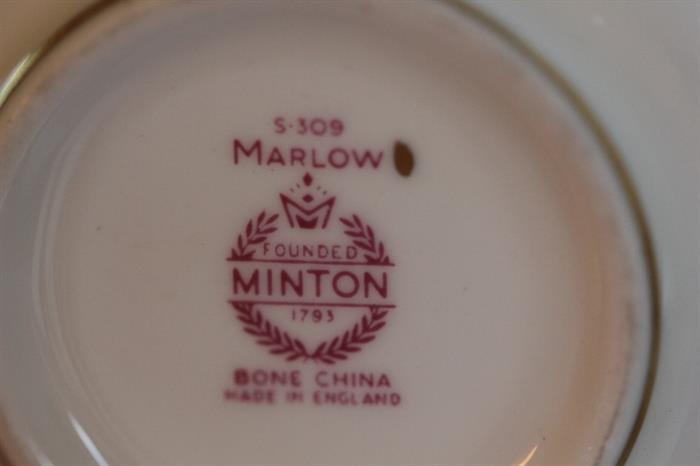 S-309
MARLOW
FOUNDED
MINTON
1793
BONE CHINA
MADE IN ENGLAND